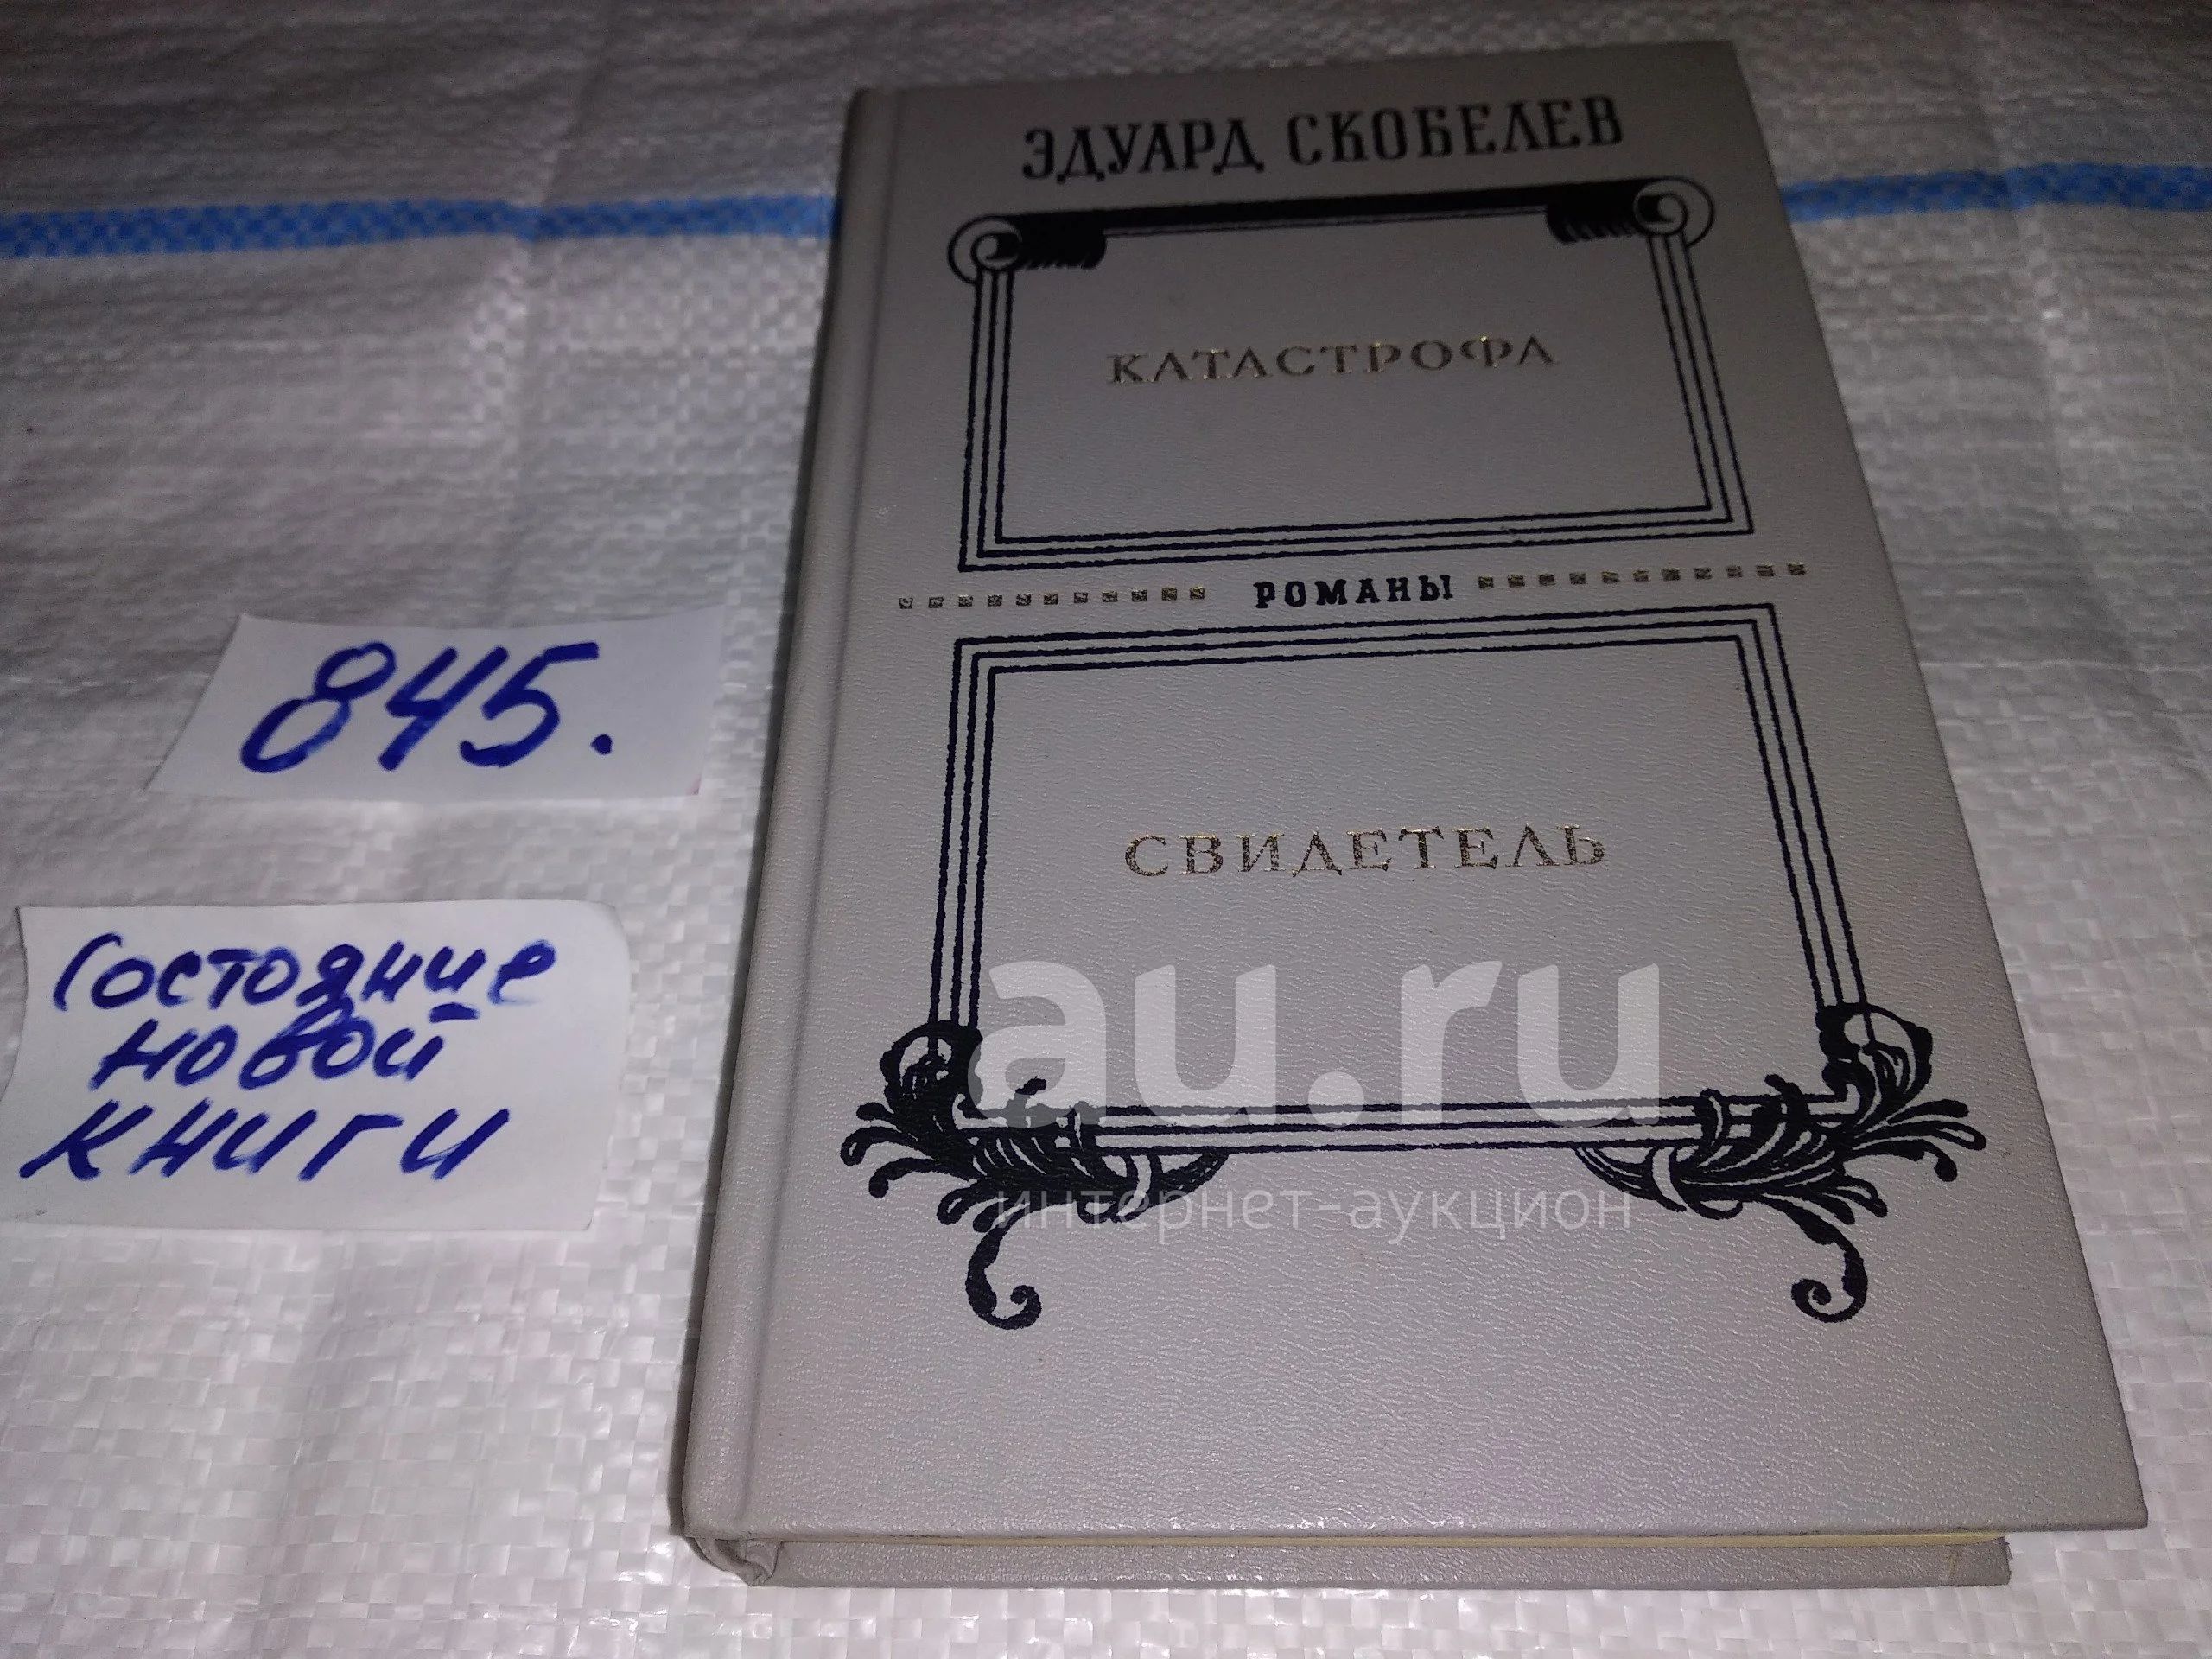 ЭДУАРД СКОБЕЛЕВ
КАТАСТРОФА
РОМАНЫ
СВИДЕТЕЛЬ
845.
Состояние
новой
книги
au.ru
интернет-аукцион